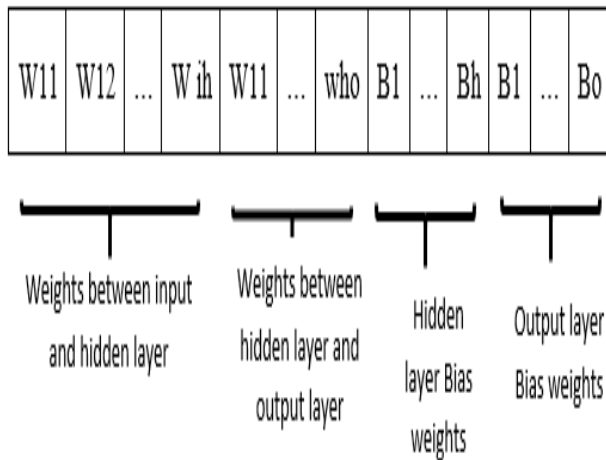 W11 W12 ... W ih W11 ... who B1 ... Bh B1 ... Bo
Weights between input
and hidden layer
Weights between
hidden layer and
output layer
Hidden
layer Bias
weights
Output layer
Bias weights